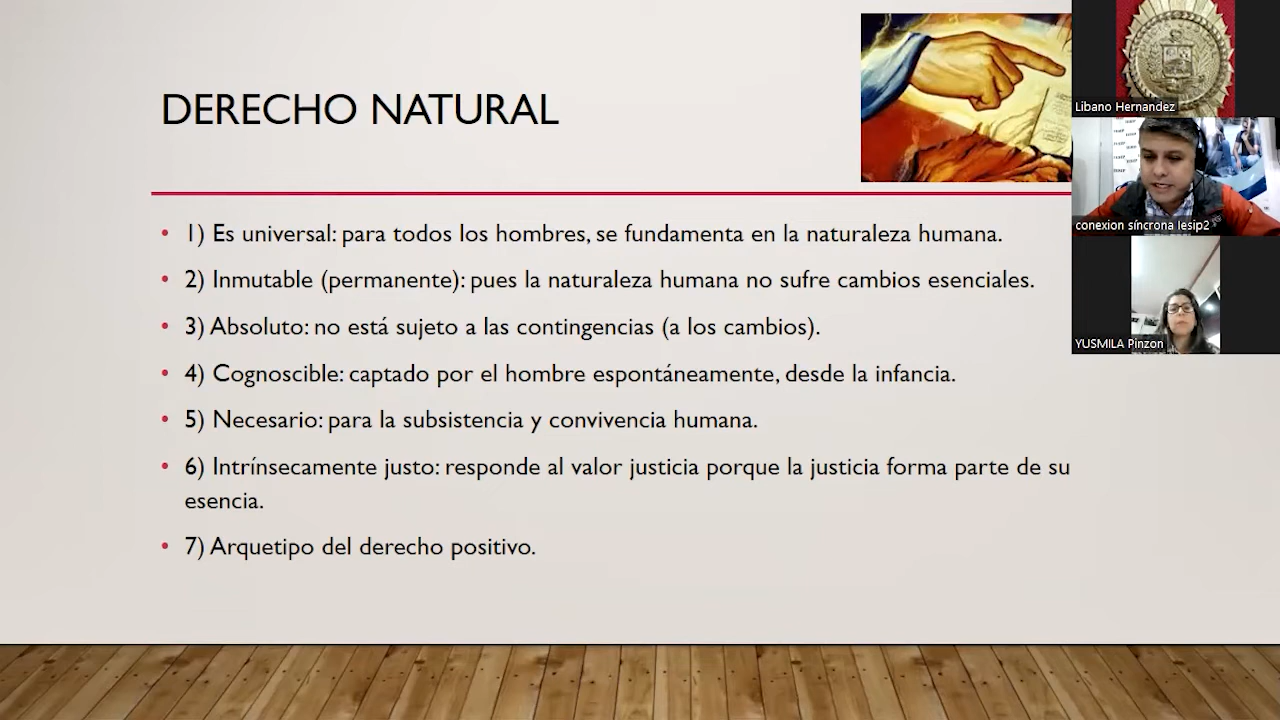 DERECHO NATURAL
• 1) Es universal: para todos los hombres, se fundamenta en la naturaleza humana.
• 2) Inmutable (permanente): pues la naturaleza humana no sufre cambios esenciales.
• 3) Absoluto: no está sujeto a las contingencias (a los cambios).
• 4) Cognoscible: captado por el hombre espontáneamente, desde la infancia.
• 5) Necesario: para la subsistencia y convivencia humana.
• 6) Intrínsecamente justo: responde al valor justicia porque la justicia forma parte de su
esencia.
• 7) Arquetipo del derecho positivo.
Libano Hernandez
conexion síncrona Iesip2
YUSMILA Pinzon